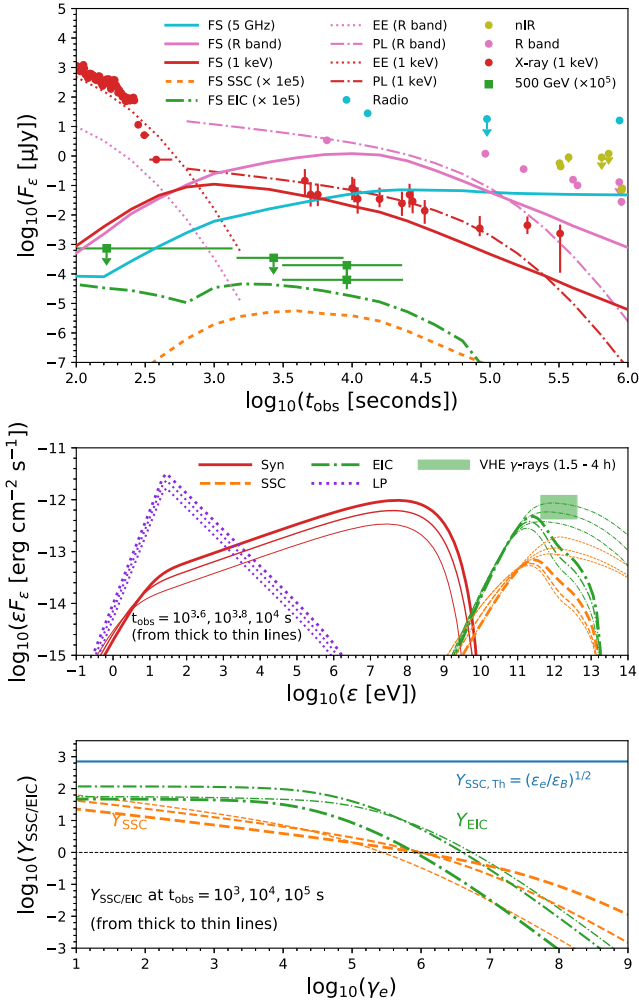 FS (5 GHz)
FS (R band)
FS (1 keV)
FS SSC (× 1e5)
FS EIC (× 1e5)
EE (R band)
PL (R band)
EE (1 keV)
PL (1 keV)
Radio
nIR
R band
X-ray (1 keV)
500 GeV (×10⁵)
log₁₀(Fε [μJy])
4
3
2
1
0
−1
−2
−3
−4
−5
−6
−7
2.0 2.5 3.0 3.5 4.0 4.5 5.0 5.5 6.0
log₁₀(t_obs [seconds])
Syn
SSC
EIC
LP
VHE γ-rays (1.5 - 4 h)
log₁₀(εFε [erg cm⁻² s⁻¹])
−11
−12
−13
−14
−15
t_obs = 10^3.6, 10^3.8, 10⁴ s
(from thick to thin lines)
−1 0 1 2 3 4 5 6 7 8 9 10 11 12 13 14
log₁₀(ε [eV])
log₁₀(Y_SSC/EIC)
3
2
1
0
−1
−2
−3
Y_SSC,Th = (ϵ_e/ϵ_B)^1/2
Y_SSC
Y_EIC
Y_SSC/EIC at t_obs = 10³, 10⁴, 10⁵ s
(from thick to thin lines)
1 2 3 4 5 6 7 8 9
log₁₀(γ_e)